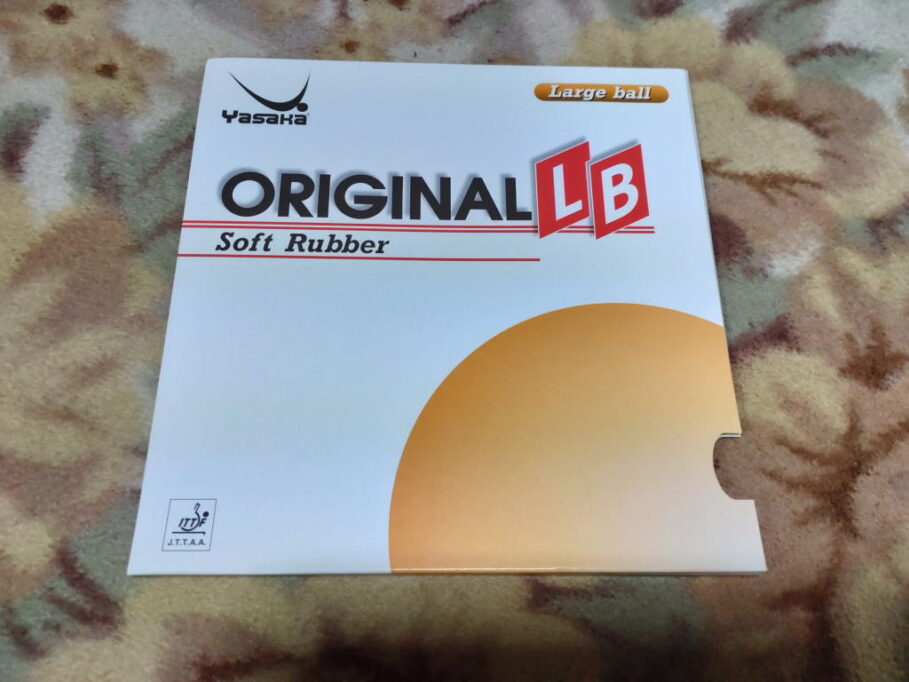 Yasaka
Large ball
ORIGINAL LB
Soft Rubber
ITTF
J.T.T.A.A.